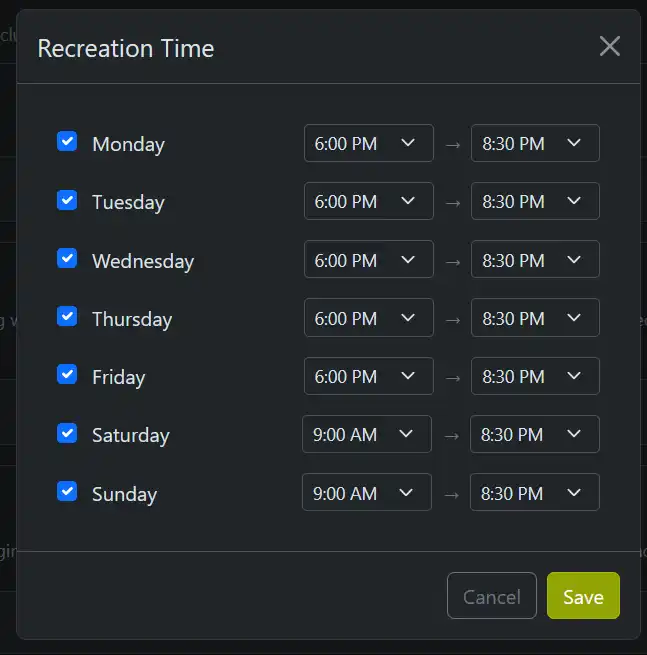 Recreation Time
Monday 6:00 PM → 8:30 PM
Tuesday 6:00 PM → 8:30 PM
Wednesday 6:00 PM → 8:30 PM
Thursday 6:00 PM → 8:30 PM
Friday 6:00 PM → 8:30 PM
Saturday 9:00 AM → 8:30 PM
Sunday 9:00 AM → 8:30 PM
Cancel Save